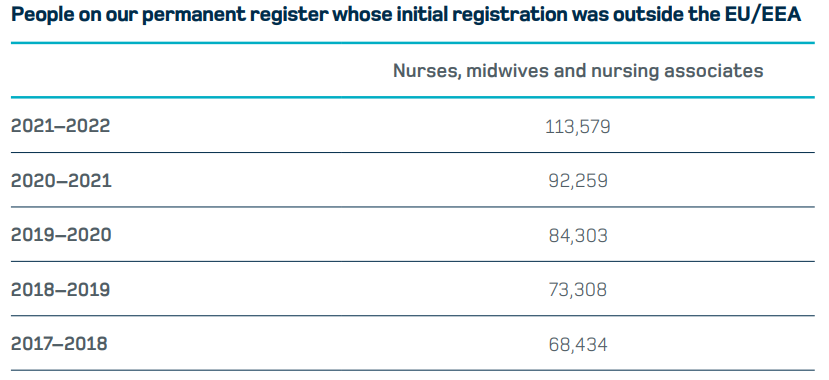 People on our permanent register whose initial registration was outside the EU/EEA
Nurses, midwives and nursing associates
2021–2022 113,579
2020–2021 92,259
2019–2020 84,303
2018–2019 73,308
2017–2018 68,434